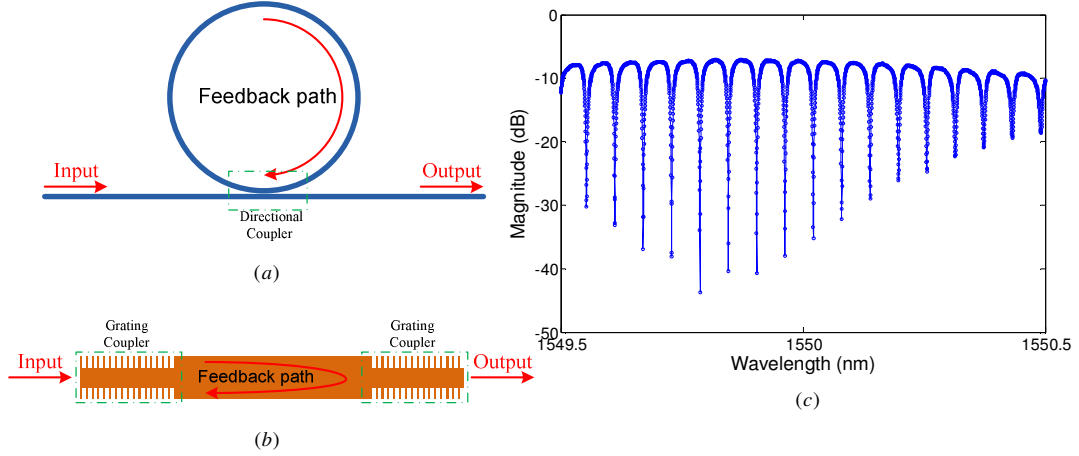 Feedback path
Input
Output
Directional
Coupler
(a)
Grating
Coupler
Grating
Coupler
Input
Output
Feedback path
(b)
0
-10
-20
-30
-40
-50
Magnitude (dB)
1549.5
1550
1550.5
Wavelength (nm)
(c)